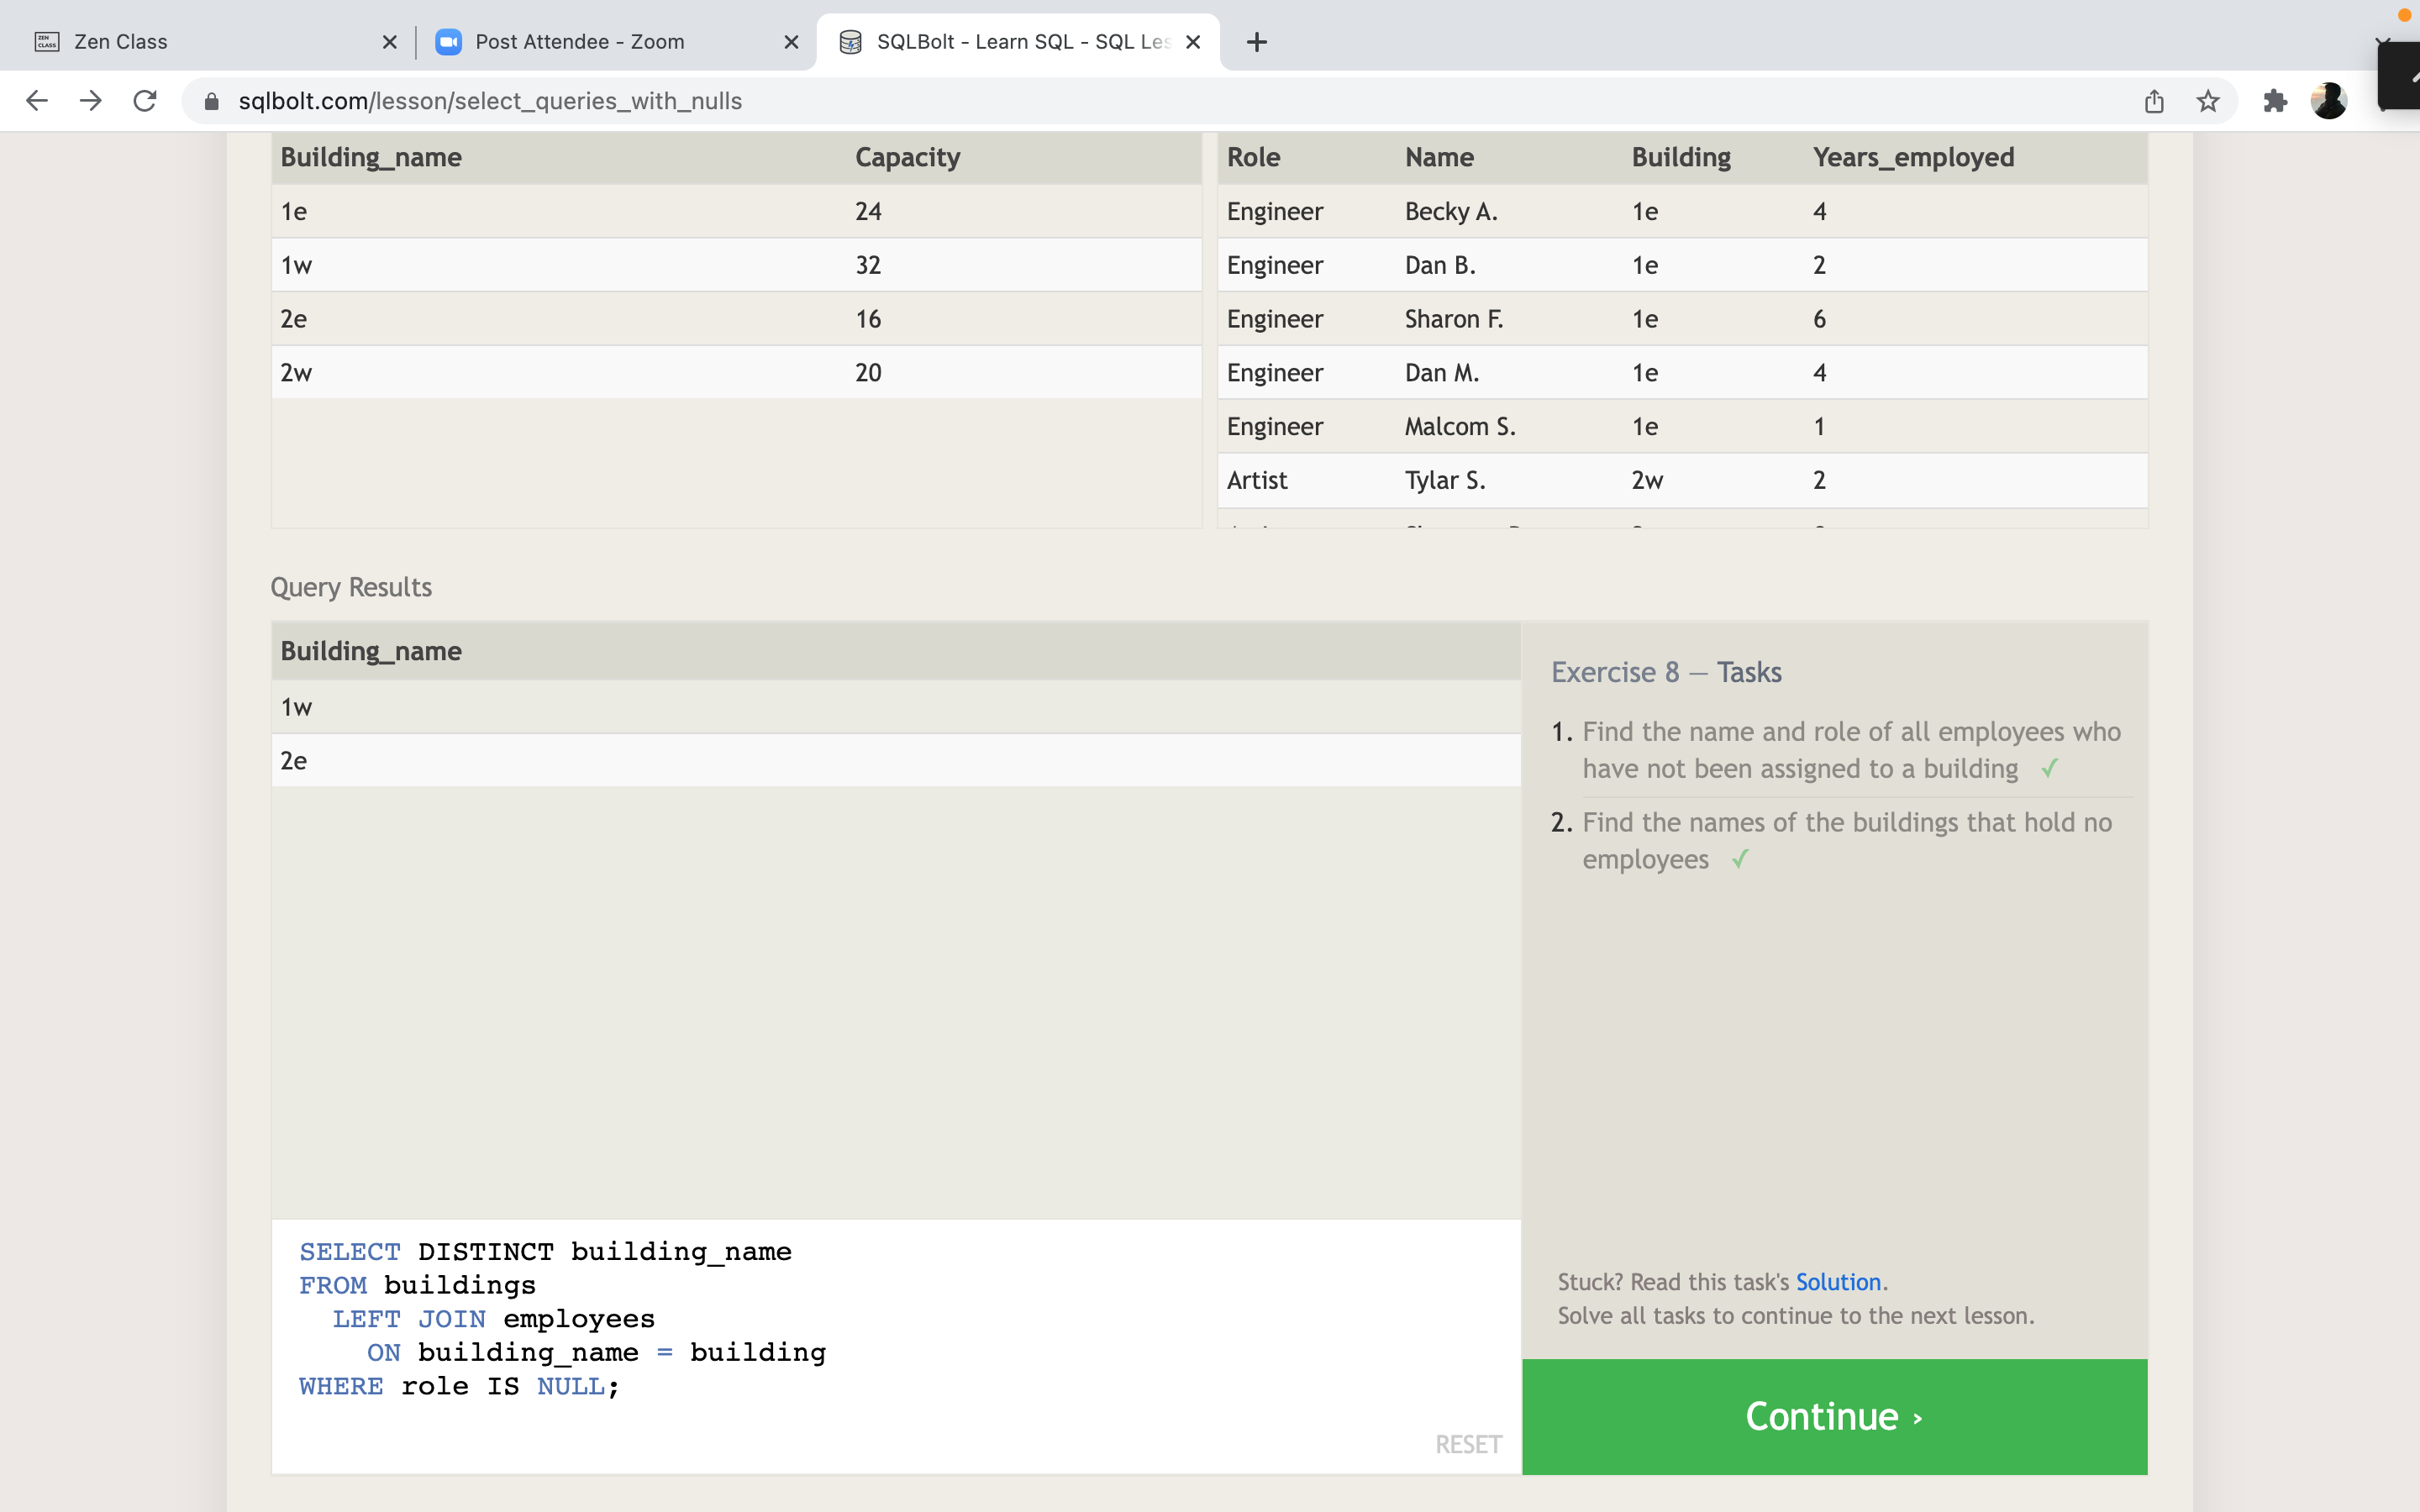 ZEN CLASS Zen Class
Post Attendee - Zoom
SQLBolt - Learn SQL - SQL Les
sqlbolt.com/lesson/select_queries_with_nulls
Building_name Capacity
1e 24
1w 32
2e 16
2w 20
Role Name Building Years_employed
Engineer Becky A. 1e 4
Engineer Dan B. 1e 2
Engineer Sharon F. 1e 6
Engineer Dan M. 1e 4
Engineer Malcom S. 1e 1
Artist Tylar S. 2w 2
Query Results
Building_name
1w
2e
Exercise 8 — Tasks
1. Find the name and role of all employees who
have not been assigned to a building ✓
2. Find the names of the buildings that hold no
employees ✓
SELECT DISTINCT building_name
FROM buildings
  LEFT JOIN employees
    ON building_name = building
WHERE role IS NULL;
RESET
Stuck? Read this task's Solution.
Solve all tasks to continue to the next lesson.
Continue ›